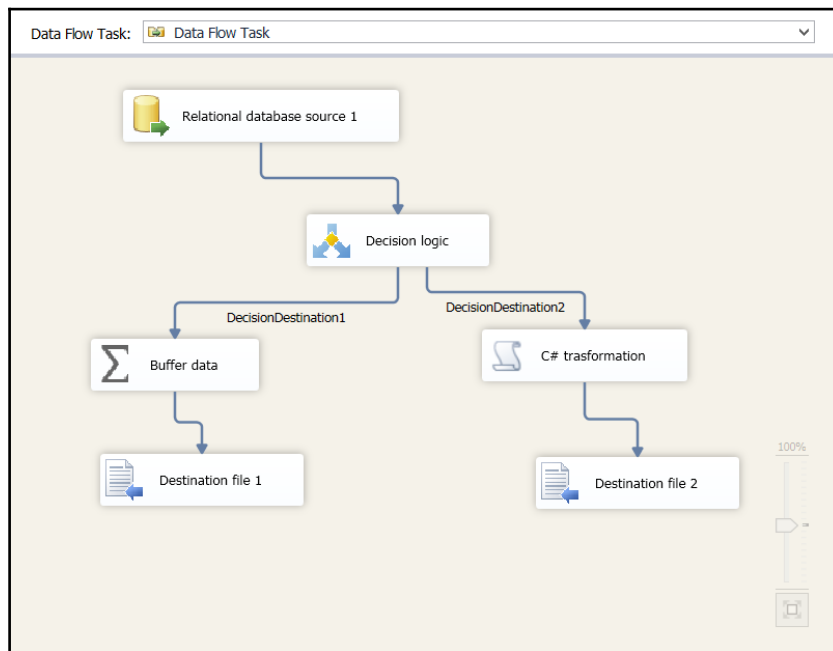 Data Flow Task: Data Flow Task
Relational database source 1
Decision logic
DecisionDestination1
DecisionDestination2
Buffer data
C# trasformation
Destination file 1
Destination file 2
100%